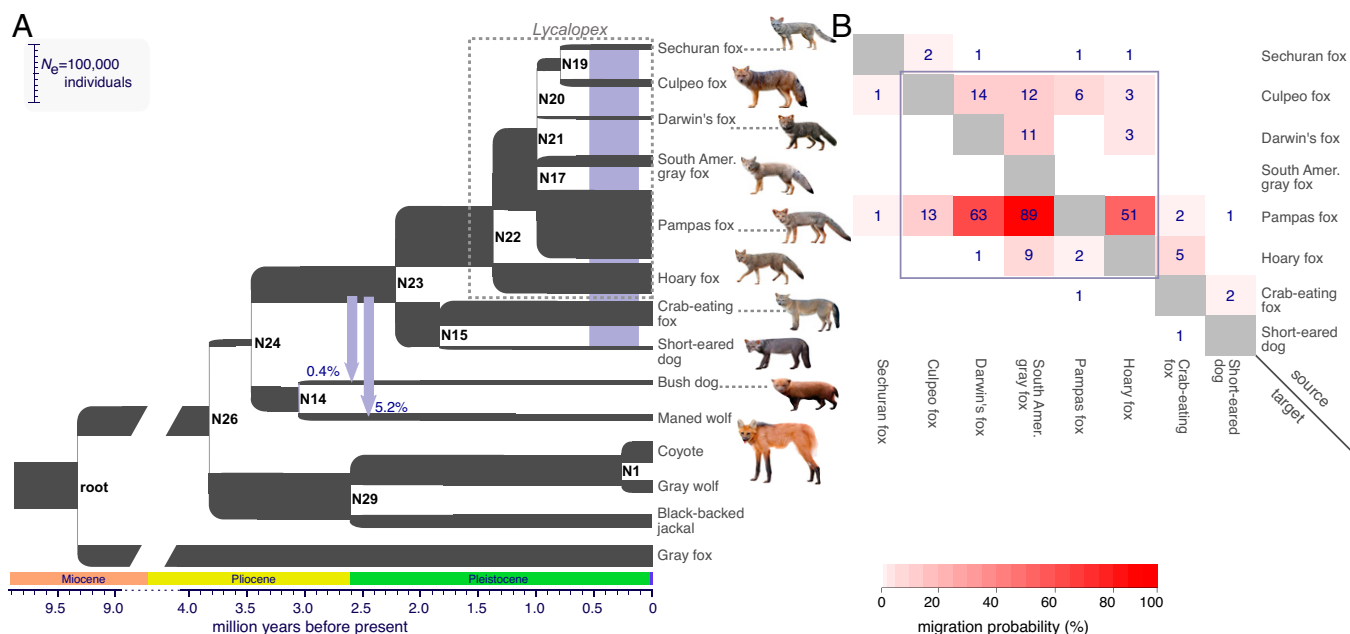 A
Ne=100,000
individuals
Lycalopex
Sechuran fox
N19
Culpeo fox
N20
Darwin's fox
N21
South Amer.
gray fox
N17
Pampas fox
N22
Hoary fox
N23
Crab-eating
fox
N15
Short-eared
dog
N24
0.4%
Bush dog
N14
5.2%
Maned wolf
N26
Coyote
N1
Gray wolf
root
N29
Black-backed
jackal
Gray fox
Miocene Pliocene Pleistocene
9.5 9.0 4.0 3.5 3.0 2.5 2.0 1.5 1.0 0.5 0
million years before present
B
2 1 1 1 Sechuran fox
1 14 12 6 3 Culpeo fox
11 3 Darwin's fox
South Amer.
gray fox
1 13 63 89 51 2 1 Pampas fox
1 9 2 5 Hoary fox
1 2 Crab-eating
fox
1 Short-eared
dog
Sechuran fox
Culpeo fox
Darwin's fox
South Amer.
gray fox
Pampas fox
Hoary fox
Crab-eating
fox
Short-eared
dog
source
target
0 20 40 60 80 100
migration probability (%)